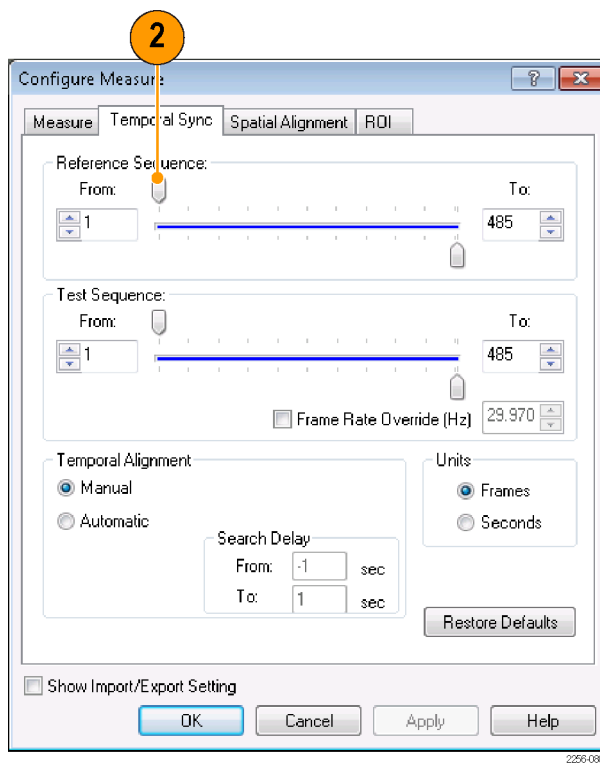 2
Configure Measure
Measure Temporal Sync Spatial Alignment ROI
Reference Sequence:
From: To:
1 485
Test Sequence:
From: To:
1 485
Frame Rate Override (Hz) 29.970
Temporal Alignment
Manual
Automatic
Search Delay
From: -1 sec
To: 1 sec
Units
Frames
Seconds
Restore Defaults
Show Import/Export Setting
OK Cancel Apply Help